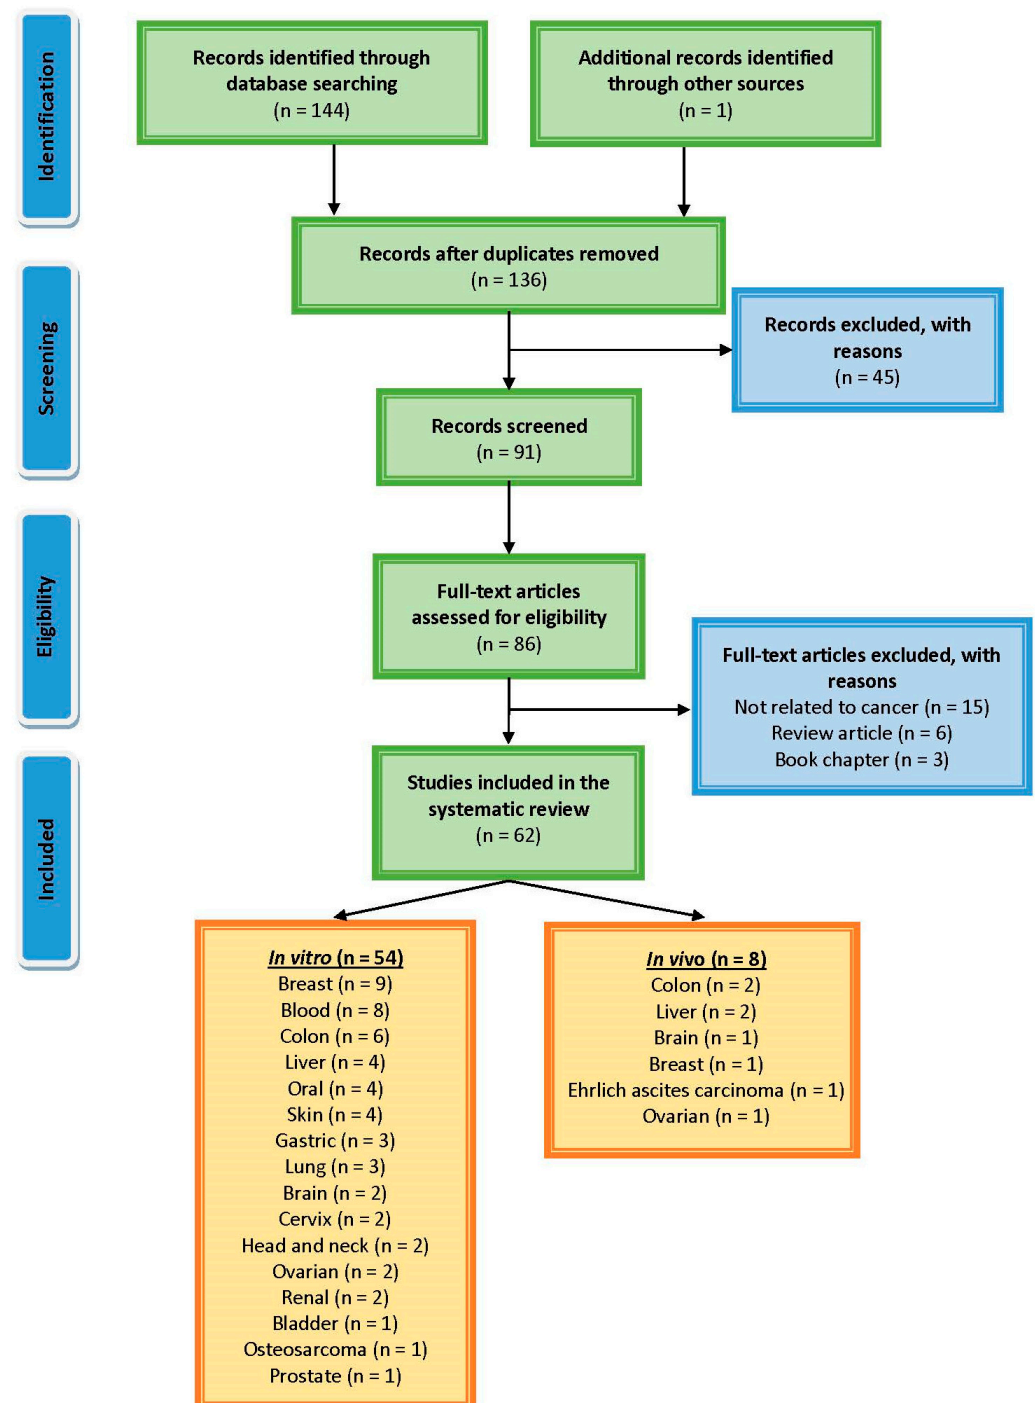 Identification
Records identified through
database searching
(n = 144)
Additional records identified
through other sources
(n = 1)
Records after duplicates removed
(n = 136)
Screening
Records excluded, with
reasons
(n = 45)
Records screened
(n = 91)
Eligibility
Full-text articles
assessed for eligibility
(n = 86)
Full-text articles excluded, with
reasons
Not related to cancer (n = 15)
Review article (n = 6)
Book chapter (n = 3)
Included
Studies included in the
systematic review
(n = 62)
In vitro (n = 54)
Breast (n = 9)
Blood (n = 8)
Colon (n = 6)
Liver (n = 4)
Oral (n = 4)
Skin (n = 4)
Gastric (n = 3)
Lung (n = 3)
Brain (n = 2)
Cervix (n = 2)
Head and neck (n = 2)
Ovarian (n = 2)
Renal (n = 2)
Bladder (n = 1)
Osteosarcoma (n = 1)
Prostate (n = 1)
In vivo (n = 8)
Colon (n = 2)
Liver (n = 2)
Brain (n = 1)
Breast (n = 1)
Ehrlich ascites carcinoma (n = 1)
Ovarian (n = 1)